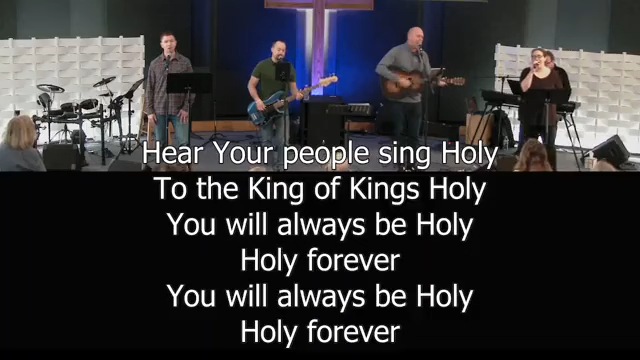 Hear Your people sing Holy
To the King of Kings Holy
You will always be Holy
Holy forever
You will always be Holy
Holy forever